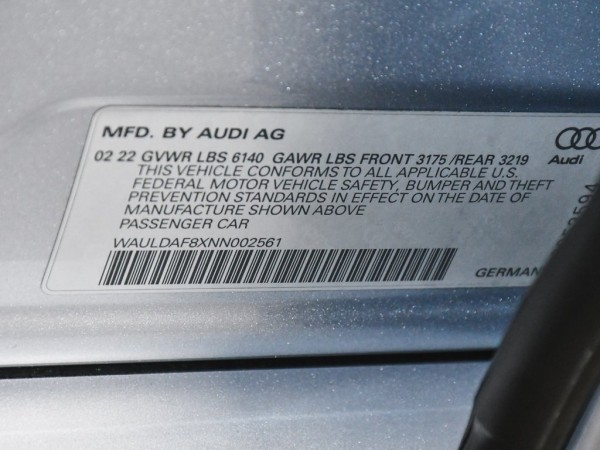 MFD. BY AUDI AG
02 22 GVWR LBS 6140 GAWR LBS FRONT 3175 /REAR 3219
Audi
THIS VEHICLE CONFORMS TO ALL APPLICABLE U.S.
FEDERAL MOTOR VEHICLE SAFETY, BUMPER AND THEFT
PREVENTION STANDARDS IN EFFECT ON THE DATE OF
MANUFACTURE SHOWN ABOVE
PASSENGER CAR
WAULDAF8XNN002561
GERMAN